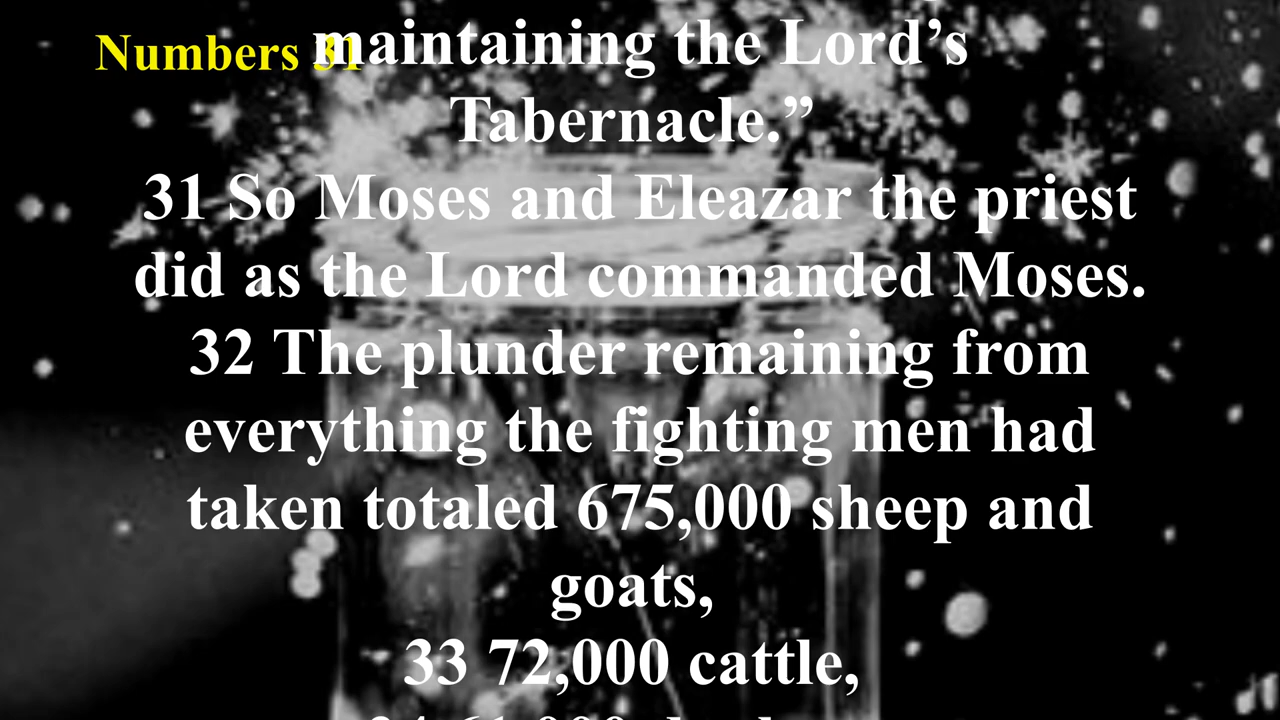 Numbers 31
maintaining the Lord’s
Tabernacle.”
31 So Moses and Eleazar the priest
did as the Lord commanded Moses.
32 The plunder remaining from
everything the fighting men had
taken totaled 675,000 sheep and
goats,
33 72,000 cattle,